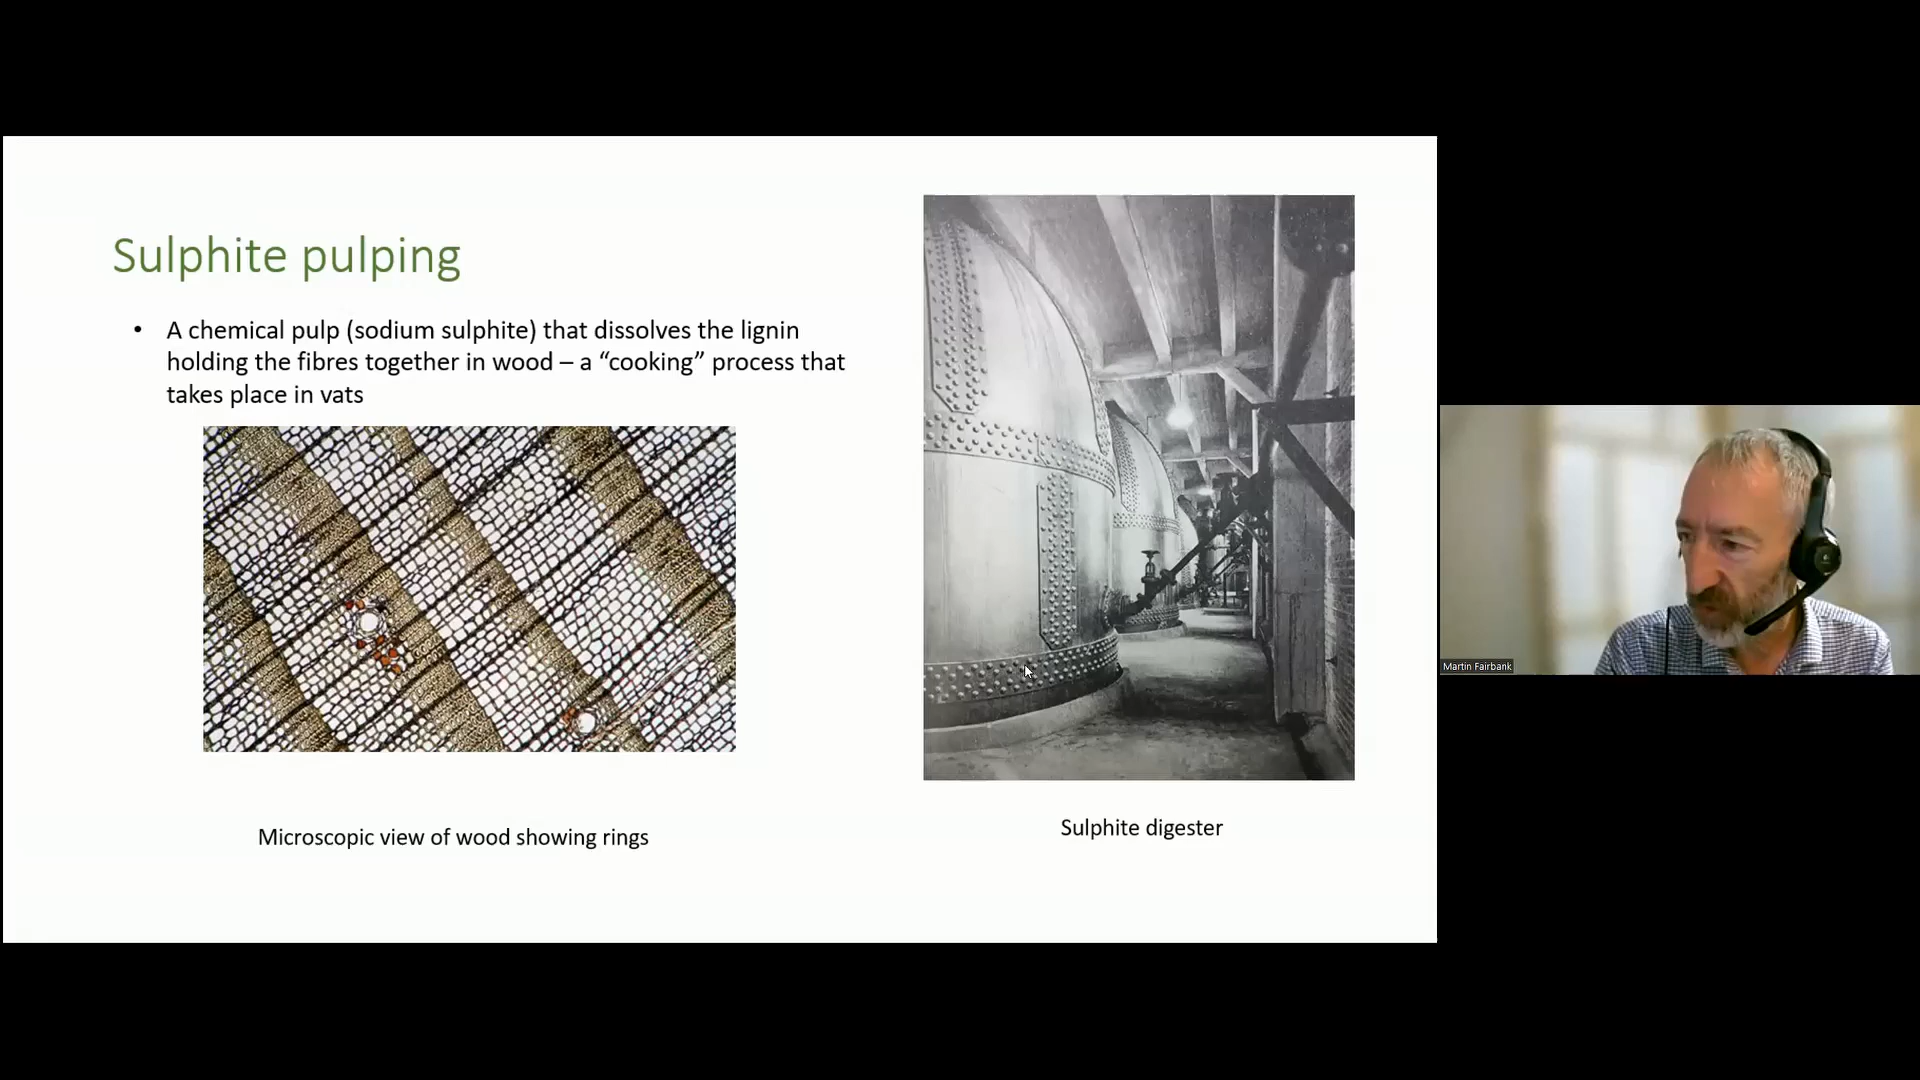 Sulphite pulping
• A chemical pulp (sodium sulphite) that dissolves the lignin
holding the fibres together in wood – a “cooking” process that
takes place in vats
Microscopic view of wood showing rings
Sulphite digester
Martin Fairbank